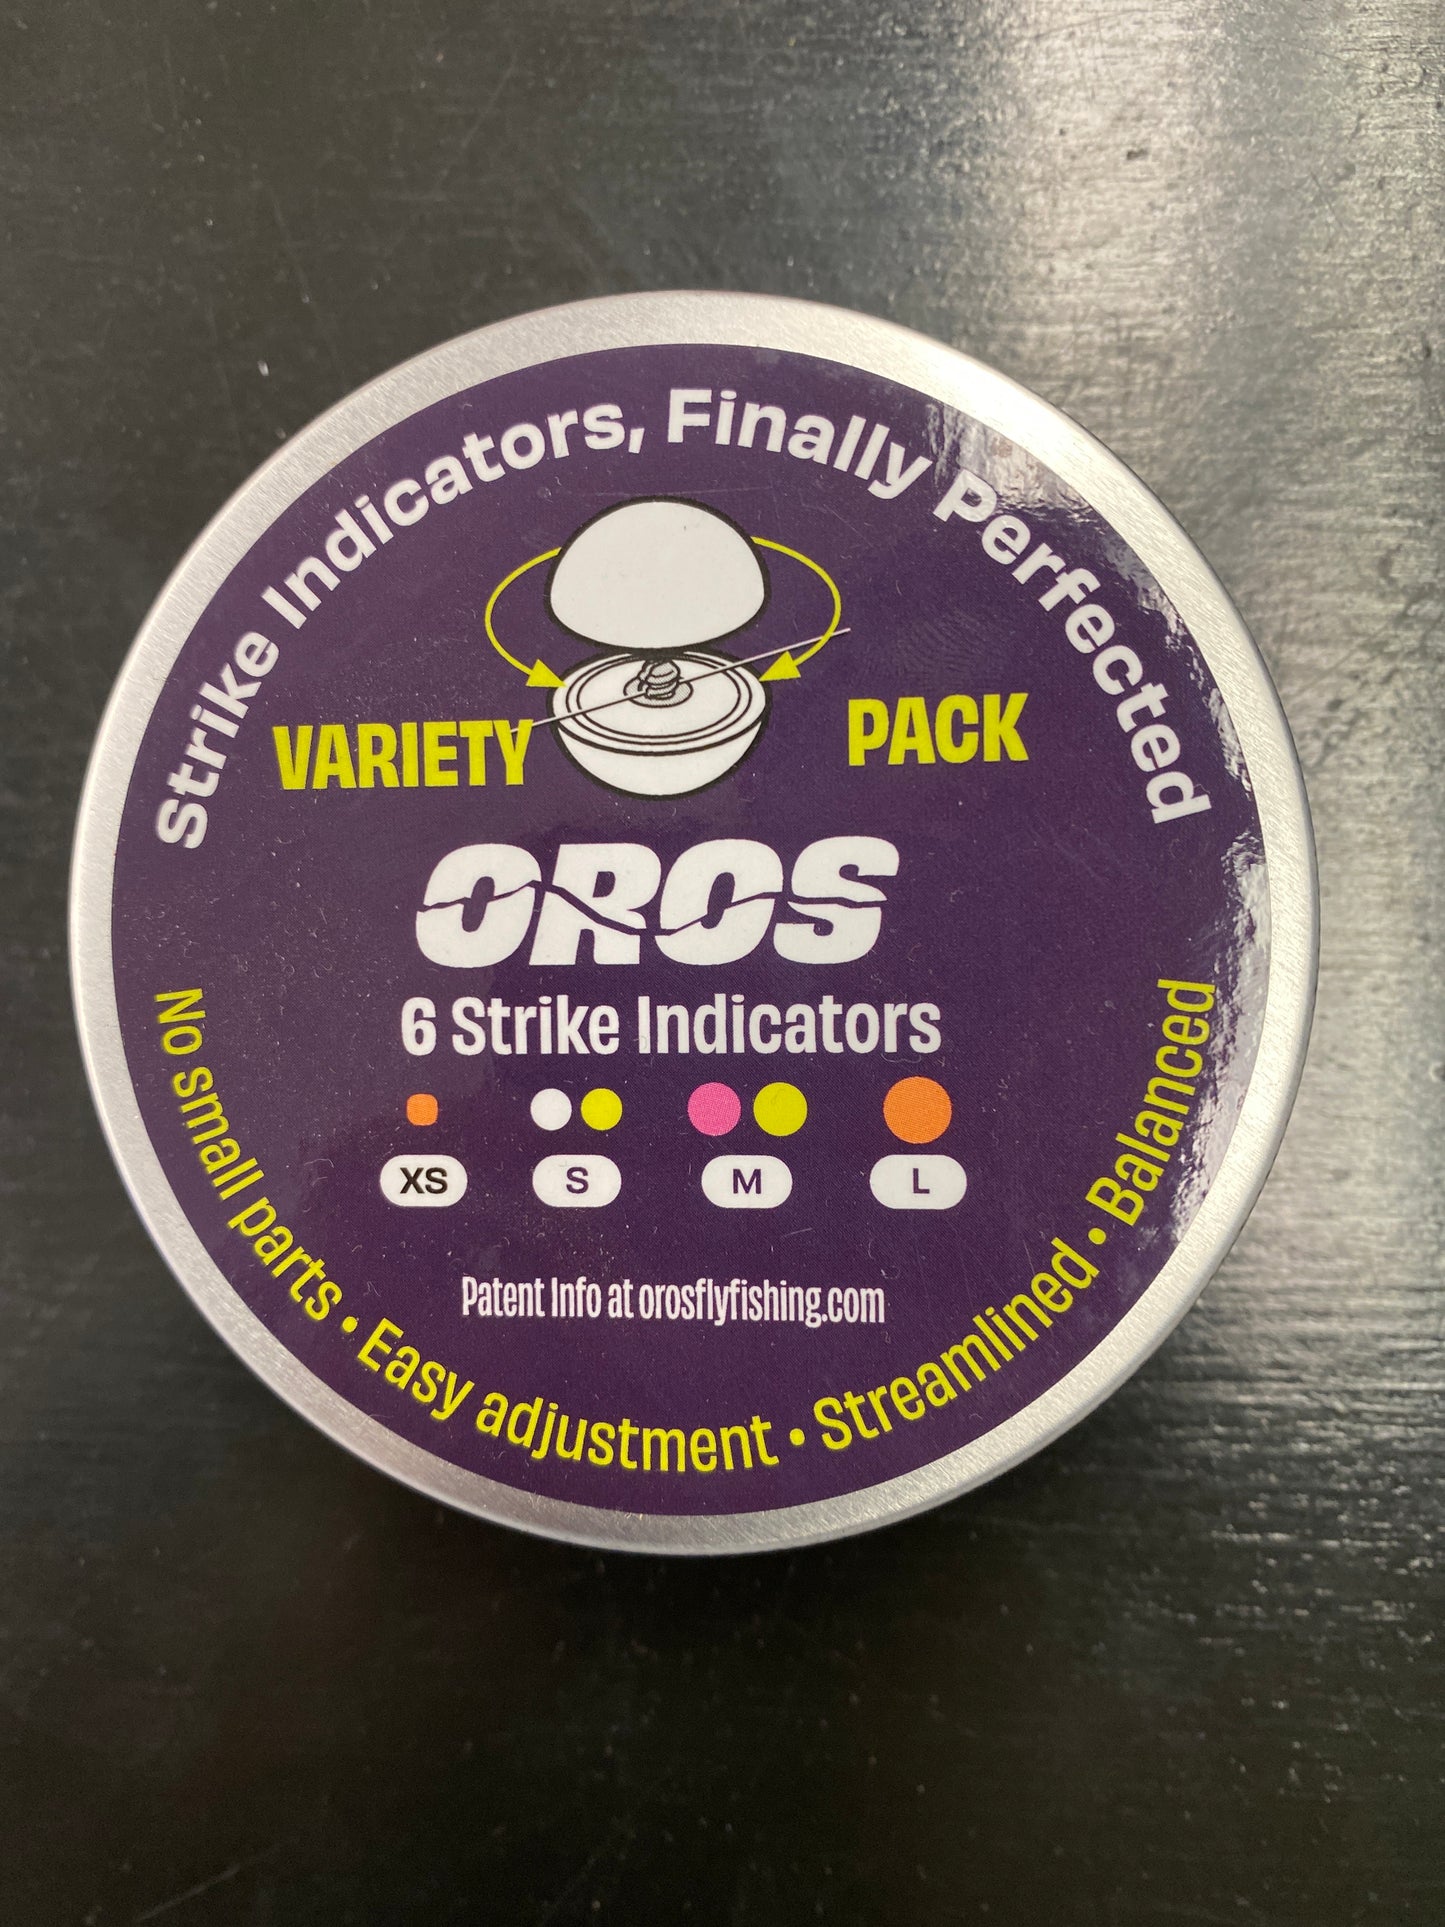 Strike Indicators, Finally Perfected
VARIETY PACK
OROS
6 Strike Indicators
XS S M L
Patent Info at orosflyfishing.com
No small parts • Easy adjustment • Streamlined • Balanced